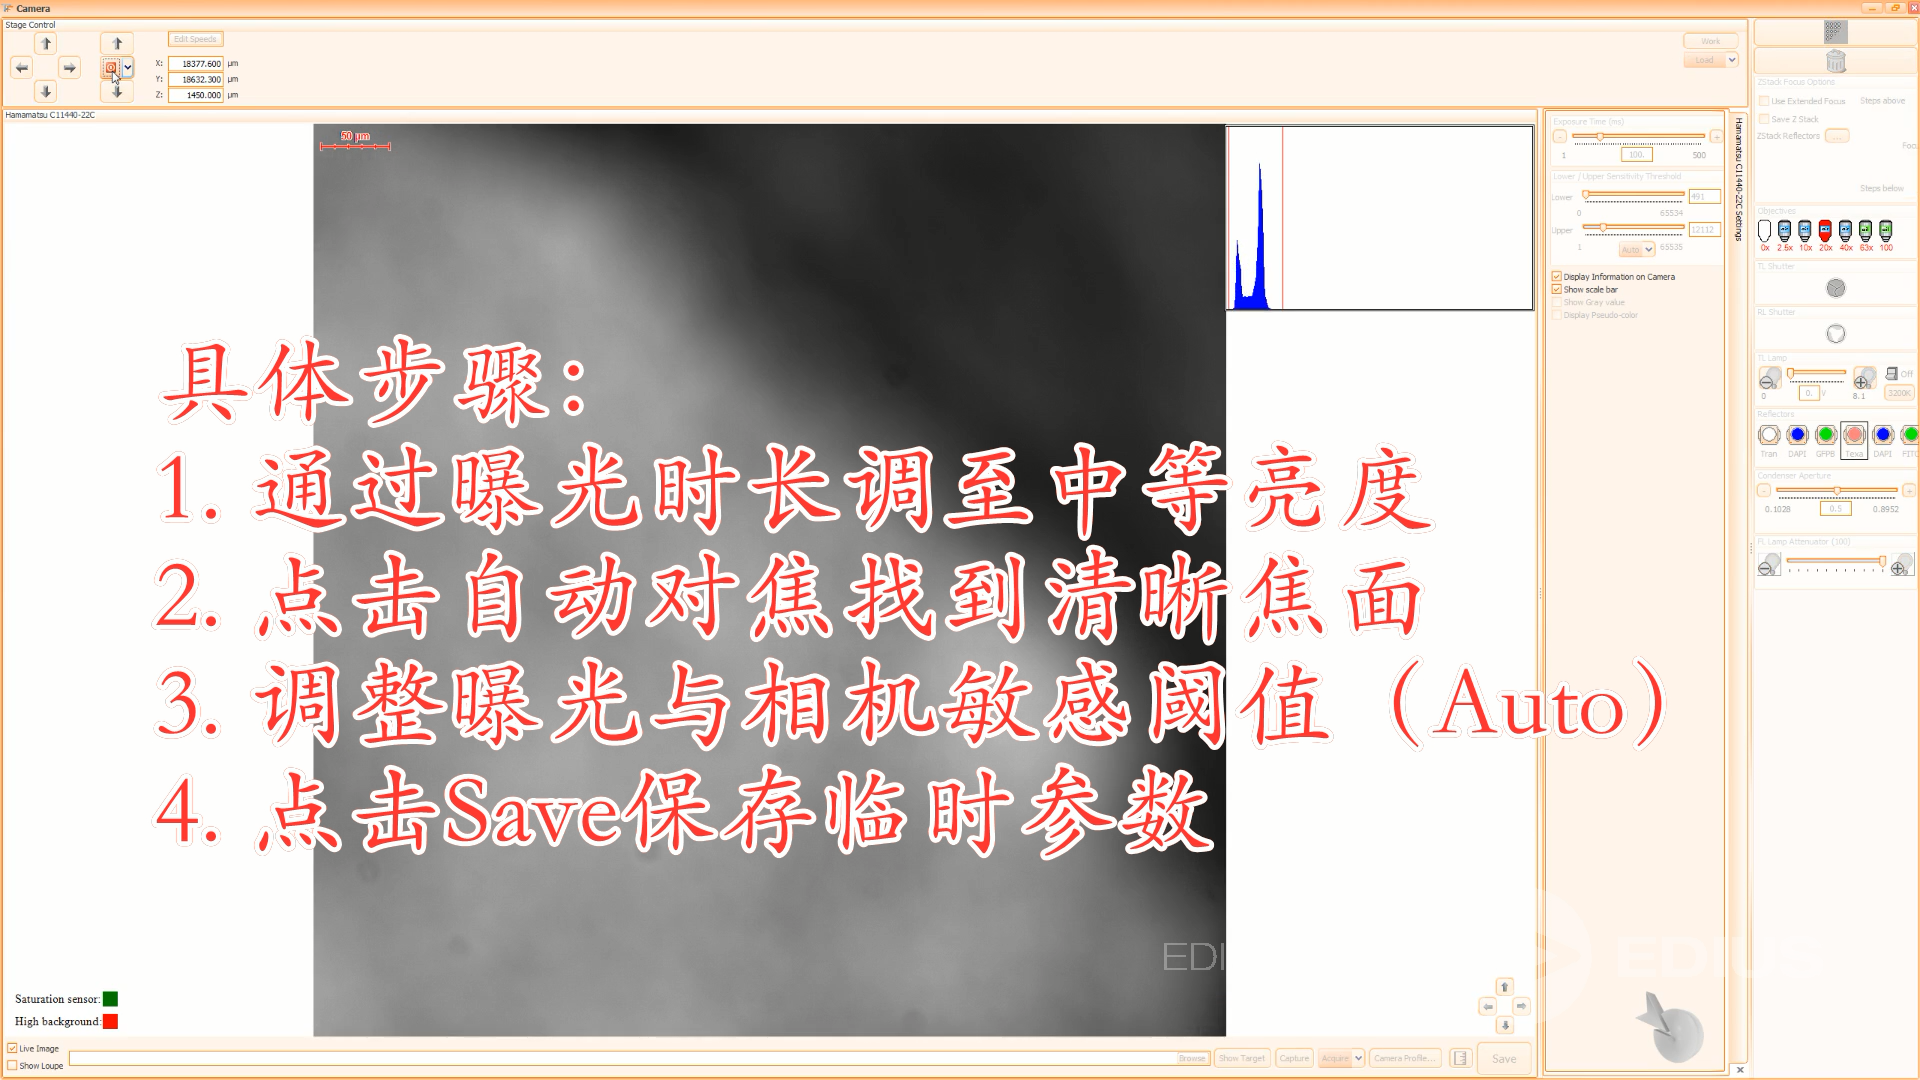 Camera
Stage Control
Edit Speeds
X: 18377.600 µm
Y: 18632.300 µm
Z: 1450.000 µm
Work
Load
Hamamatsu C11440-22C
50 µm
具体步骤：
1. 通过曝光时长调至中等亮度
2. 点击自动对焦找到清晰焦面
3. 调整曝光与相机敏感阈值（Auto）
4. 点击Save保存临时参数
EDI
EDIUS
Saturation sensor:
High background:
Live Image
Show Loupe
Browse
Show Target
Capture
Acquire
Camera Profile...
Save
Exposure Time (ms)
1 100. 500
Lower / Upper Sensitivity Threshold
Lower 491
0 65534
Upper 12112
1 Auto 65535
Display Information on Camera
Show scale bar
Show Gray value
Display Pseudo-color
Hamamatsu C11440-22C Settings
ZStack Focus Options
Use Extended Focus Steps above
Save Z Stack
ZStack Reflectors ...
Focu
Steps below
Objectives
0x 2.5x 10x 20x 40x 63x 100
TL Shutter
RL Shutter
TL Lamp
Off
0 0. V 8.1 3200K
Reflectors
Tran DAPI GFPB Texa DAPI FITC
Condenser Aperture
0.1028 0.5 0.8952
FL Lamp Attenuator (100)